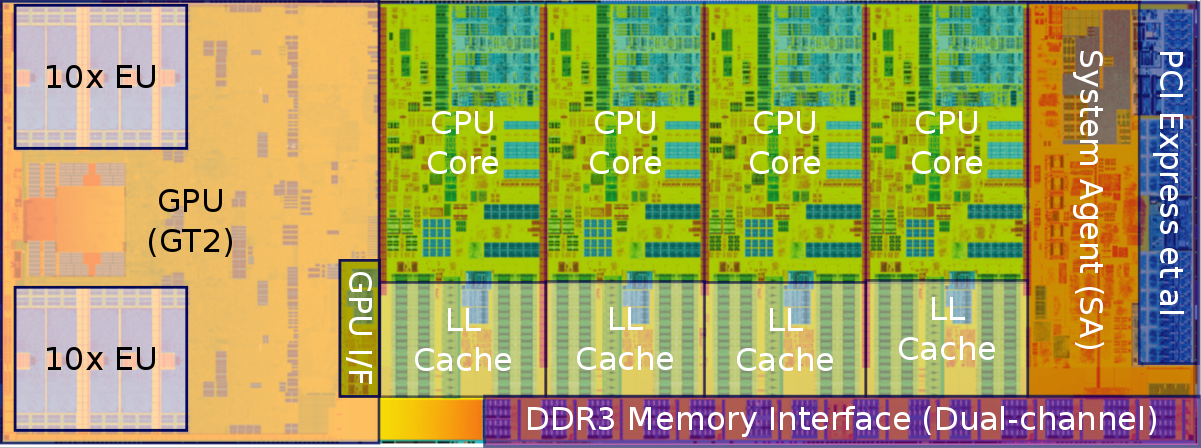 10x EU
GPU
(GT2)
10x EU
GPU I/F
CPU
Core
CPU
Core
CPU
Core
CPU
Core
LL
Cache
LL
Cache
LL
Cache
LL
Cache
System Agent (SA)
PCI Express et al
DDR3 Memory Interface (Dual-channel)